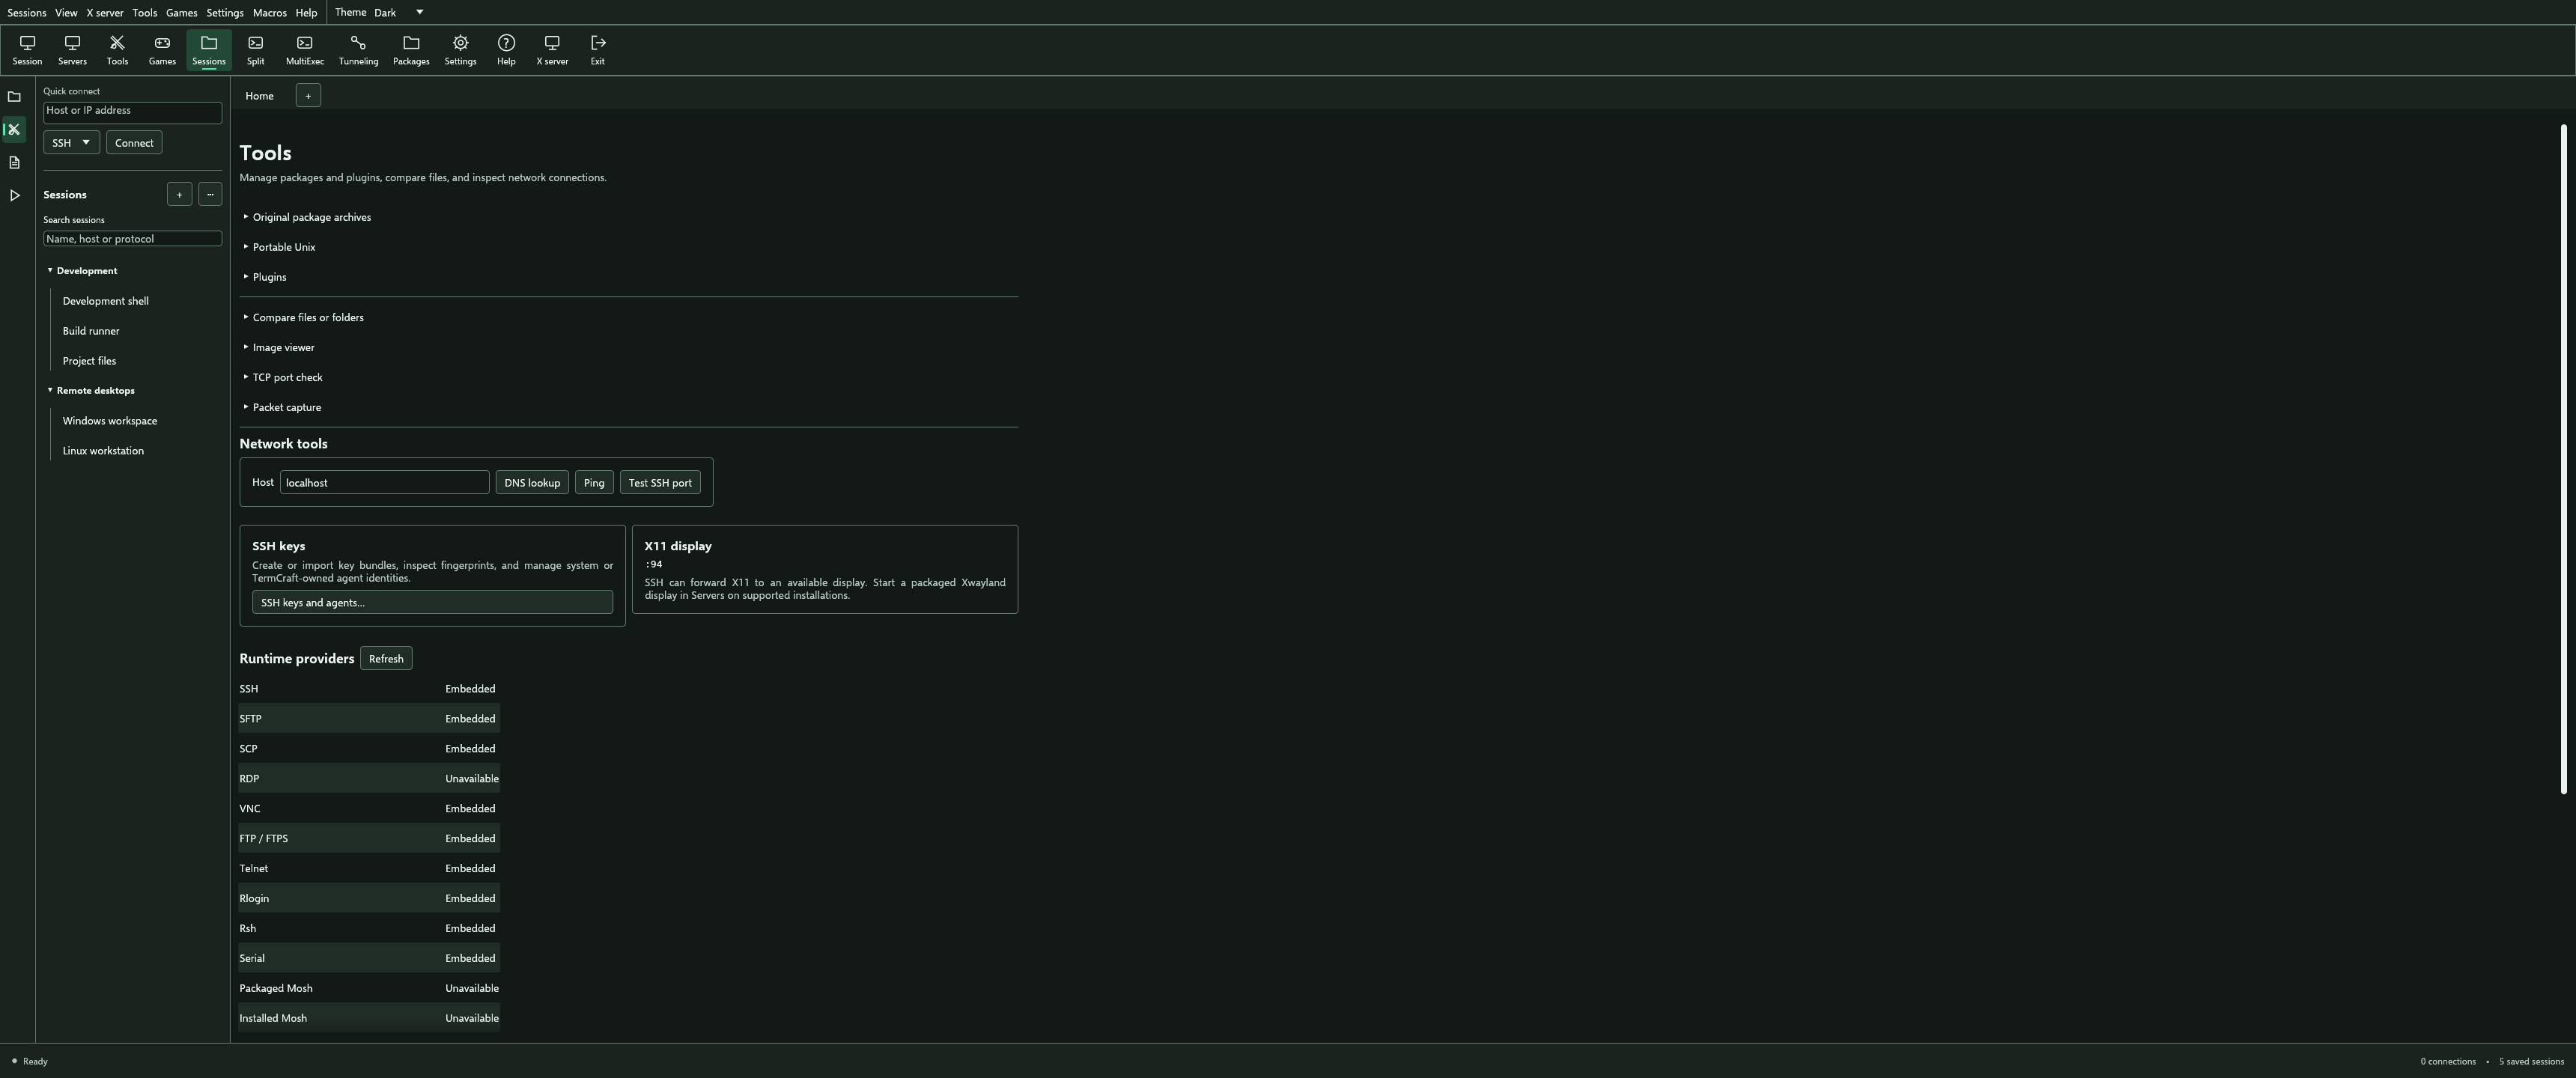 Sessions View X server Tools Games Settings Macros Help Theme Dark
Session Servers Tools Games Sessions Split MultiExec Tunneling Packages Settings Help X server Exit
Quick connect
Host or IP address
SSH Connect
Sessions + ...
Search sessions
Name, host or protocol
Development
Development shell
Build runner
Project files
Remote desktops
Windows workspace
Linux workstation
Home +
Tools
Manage packages and plugins, compare files, and inspect network connections.
Original package archives
Portable Unix
Plugins
Compare files or folders
Image viewer
TCP port check
Packet capture
Network tools
Host localhost DNS lookup Ping Test SSH port
SSH keys
Create or import key bundles, inspect fingerprints, and manage system or
TermCraft-owned agent identities.
SSH keys and agents...
X11 display
:94
SSH can forward X11 to an available display. Start a packaged Xwayland
display in Servers on supported installations.
Runtime providers Refresh
SSH Embedded
SFTP Embedded
SCP Embedded
RDP Unavailable
VNC Embedded
FTP / FTPS Embedded
Telnet Embedded
Rlogin Embedded
Rsh Embedded
Serial Embedded
Packaged Mosh Unavailable
Installed Mosh Unavailable
Ready
0 connections • 5 saved sessions